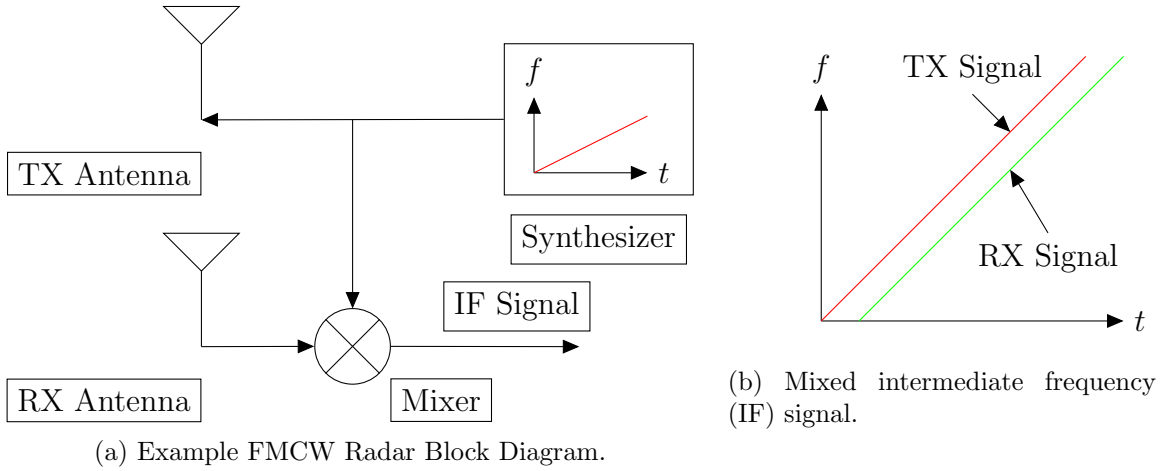 f
t
TX Antenna
Synthesizer
IF Signal
RX Antenna
Mixer
(a) Example FMCW Radar Block Diagram.
f
TX Signal
RX Signal
t
(b) Mixed intermediate frequency
(IF) signal.